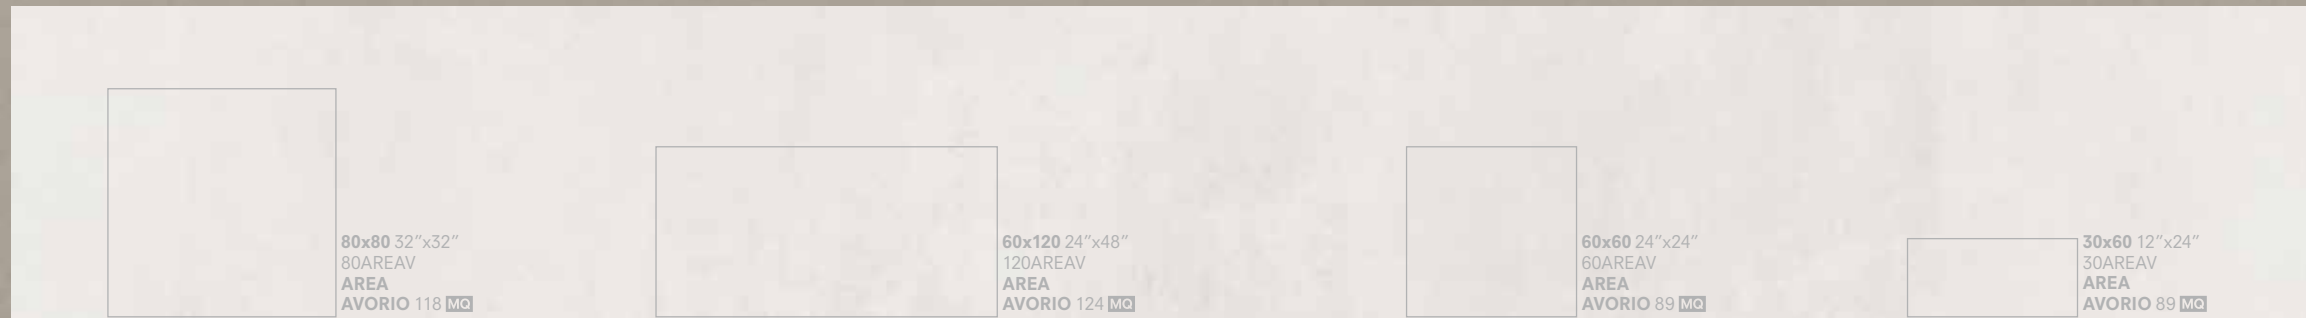 80x80 32″x32″
80AREAV
AREA
AVORIO 118 MQ
60x120 24″x48″
120AREAV
AREA
AVORIO 124 MQ
60x60 24″x24″
60AREAV
AREA
AVORIO 89 MQ
30x60 12″x24″
30AREAV
AREA
AVORIO 89 MQ